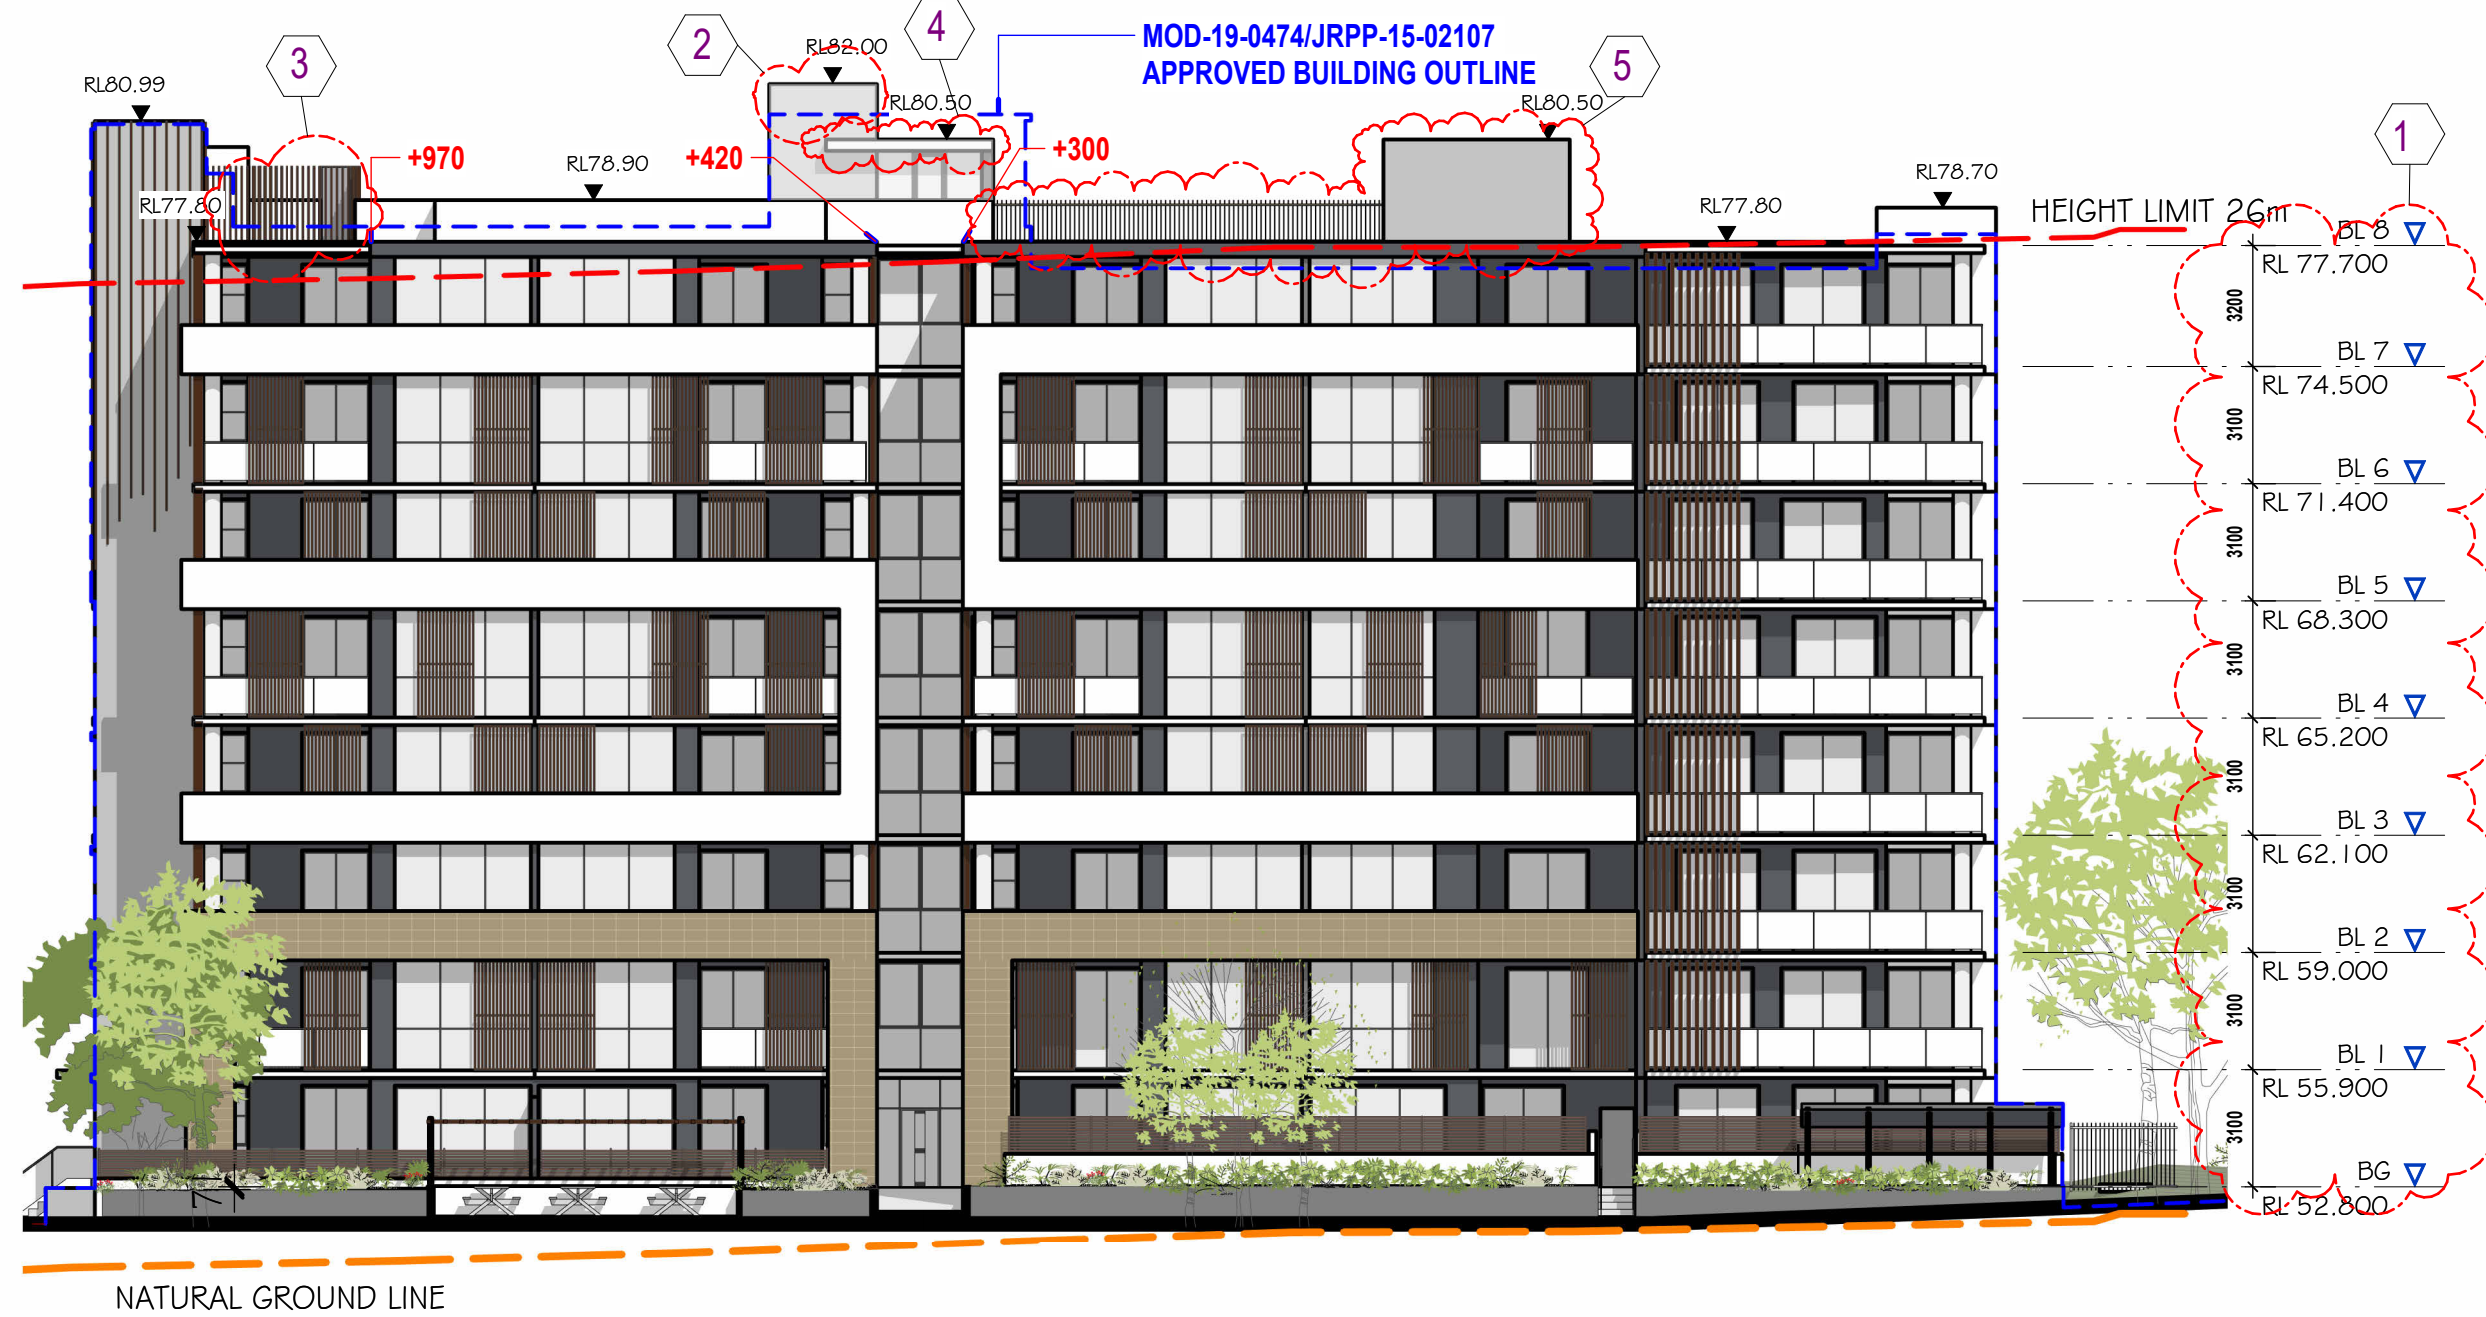 2
4
MOD-19-0474/JRPP-15-02107
APPROVED BUILDING OUTLINE
3
RL82.00
5
RL80.99
RL80.50
RL80.50
1
+970
RL78.90
+420
+300
RL78.70
RL77.80
RL77.80
HEIGHT LIMIT 26m
BL 8
RL 77.700
3200
BL 7
RL 74.500
3100
BL 6
RL 71.400
3100
BL 5
RL 68.300
3100
BL 4
RL 65.200
3100
BL 3
RL 62.100
3100
BL 2
RL 59.000
3100
BL 1
RL 55.900
3100
BG
RL 52.800
NATURAL GROUND LINE